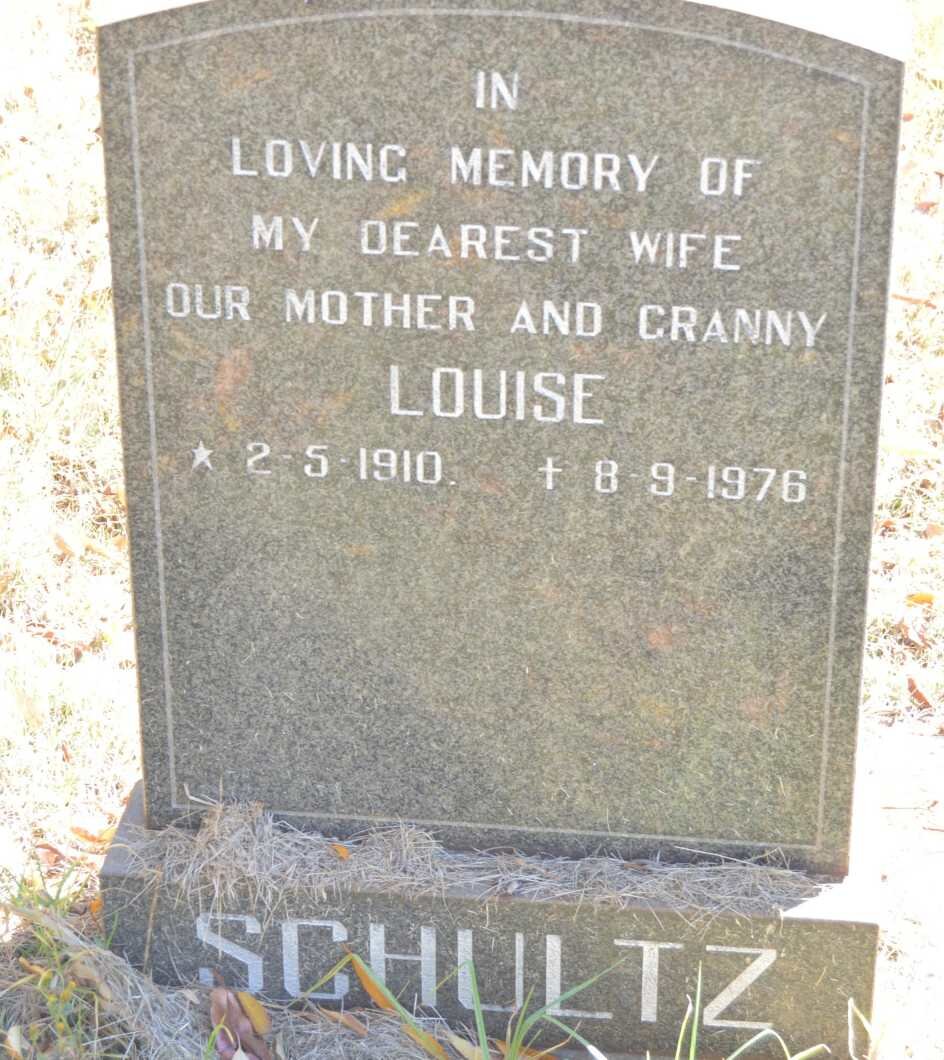 IN
LOVING MEMORY OF
MY DEAREST WIFE
OUR MOTHER AND GRANNY
LOUISE
★ 2-5-1910. † 8-9-1976
SCHULTZ